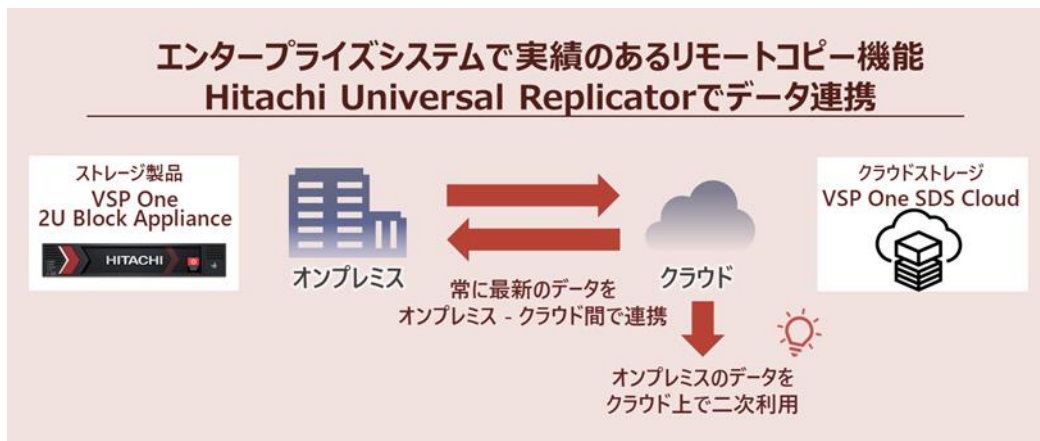 エンタープライズシステムで実績のあるリモートコピー機能
Hitachi Universal Replicatorでデータ連携
ストレージ製品
VSP One
2U Block Appliance
HITACHI
オンプレミス
常に最新のデータを
オンプレミス - クラウド間で連携
クラウド
クラウドストレージ
VSP One SDS Cloud
オンプレミスのデータを
クラウド上で二次利用